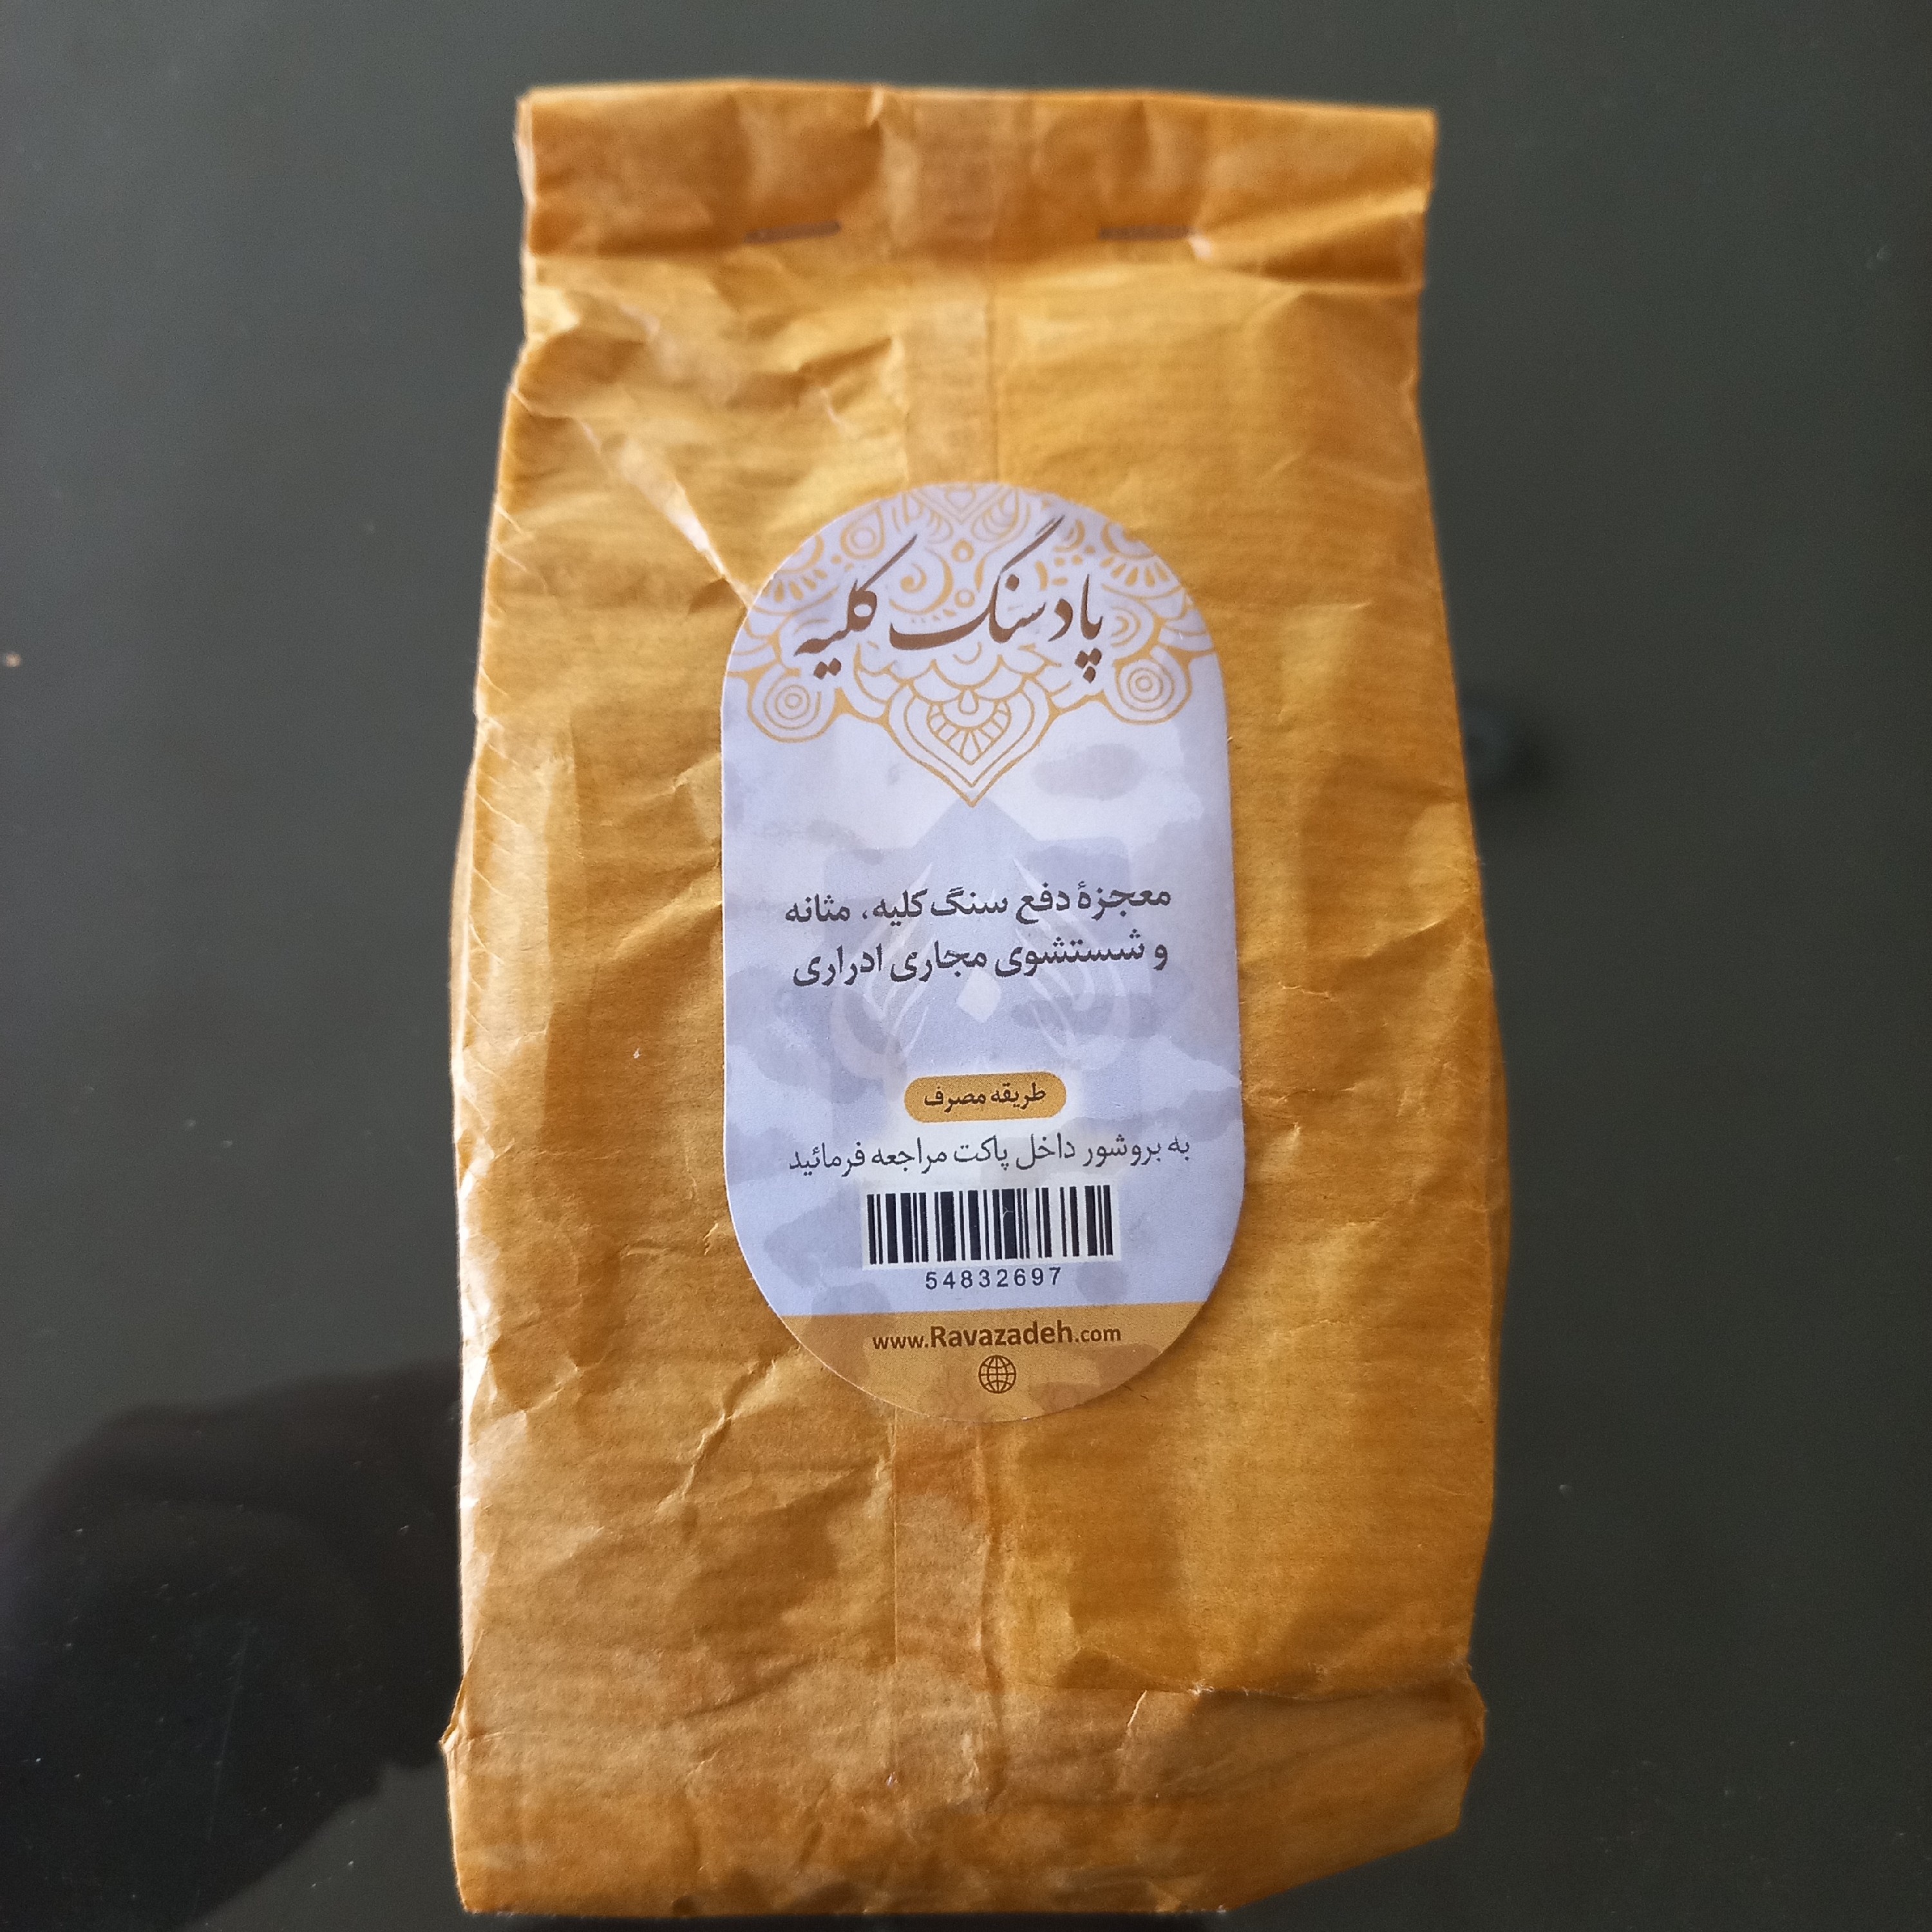 پادسنگ کلیه
معجزهٔ دفع سنگ کلیه، مثانه
و شستشوی مجاری ادراری
طریقه مصرف
به بروشور داخل پاکت مراجعه فرمائید
54832697
www.Ravazadeh.com